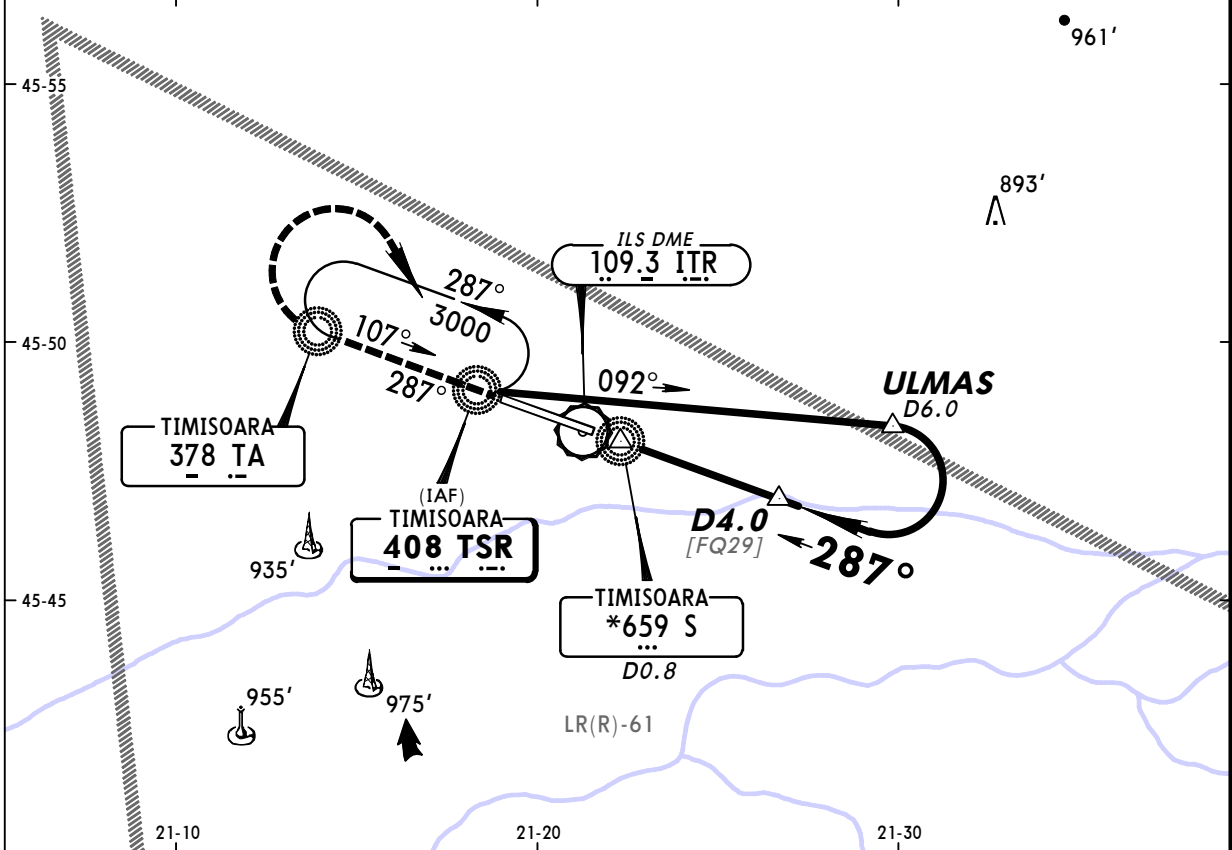 961'
45-55
893'
ILS DME
109.3 ITR
287°
3000
107°
287°
45-50
092°
ULMAS
D6.0
TIMISOARA
378 TA
(IAF)
TIMISOARA
408 TSR
D4.0
[FQ29]
287°
935'
45-45
TIMISOARA
*659 S
D0.8
955'
975'
LR(R)-61
21-10
21-20
21-30